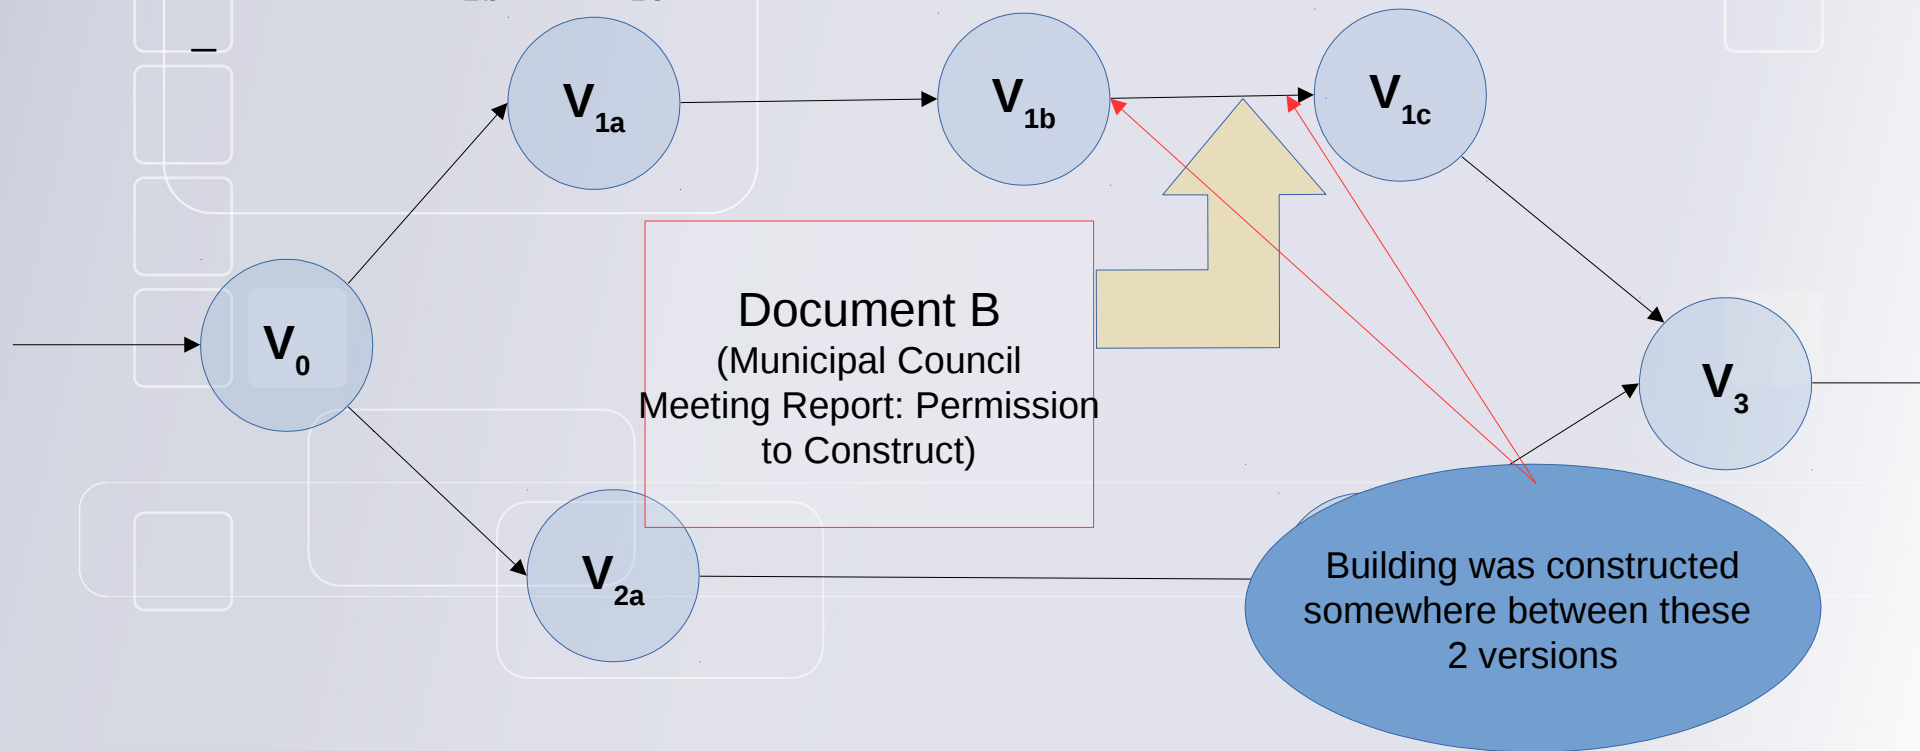 V1a
V1b
V1c
V0
Document B
(Municipal Council
Meeting Report: Permission
to Construct)
V3
V2a
Building was constructed
somewhere between these
2 versions